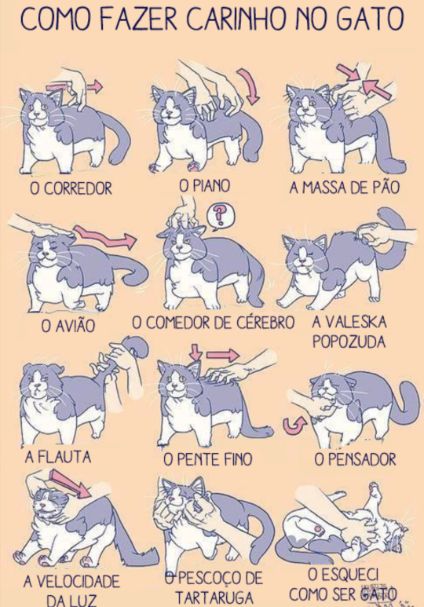 COMO FAZER CARINHO NO GATO
O CORREDOR
O PIANO
A MASSA DE PÃO
O AVIÃO
O COMEDOR DE CÉREBRO
?
A VALESKA
POPOZUDA
A FLAUTA
O PENTE FINO
O PENSADOR
A VELOCIDADE
DA LUZ
O PESCOÇO DE
TARTARUGA
O ESQUECI
COMO SER GATO